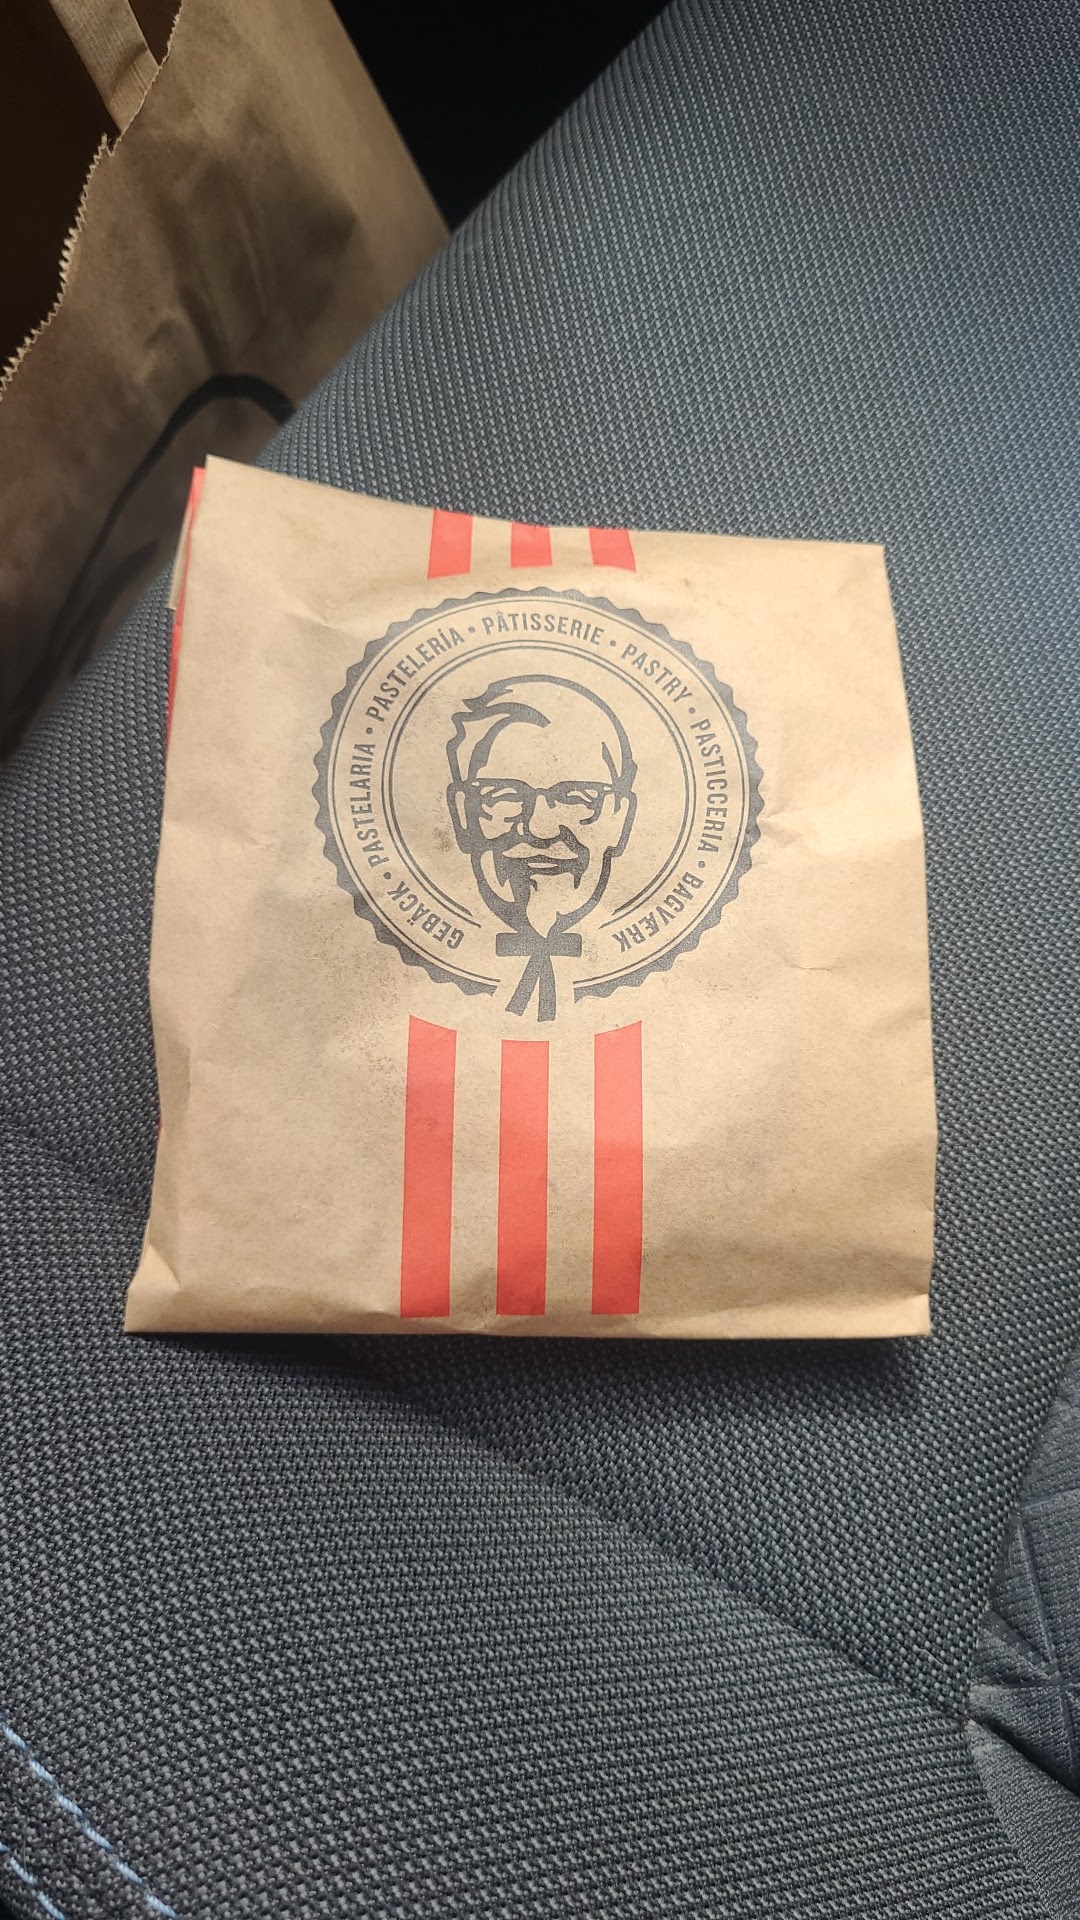 GEBÄCK • PASTELARIA • PASTELERÍA • PÂTISSERIE • PASTRY • PASTICCERIA • BAGVÆRK